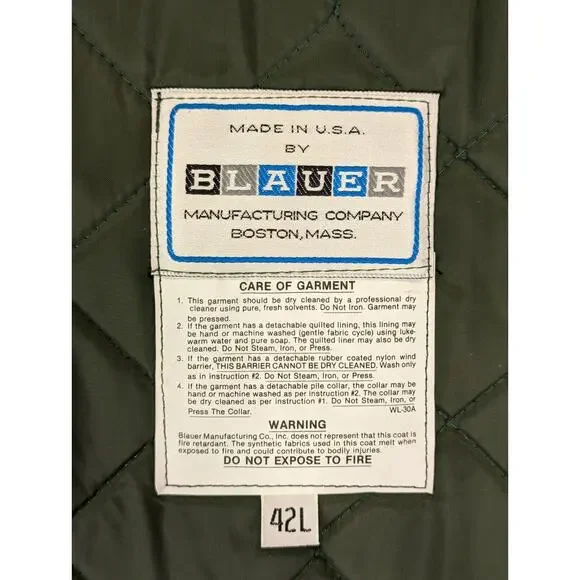 MADE IN U.S.A.
BY
BLAUER
MANUFACTURING COMPANY
BOSTON, MASS.
CARE OF GARMENT
1. This garment should be dry cleaned by a professional dry
cleaner using pure, fresh solvents. Do Not Iron. Garment may
be pressed.
2. If the garment has a detachable quilted lining, this lining may
be hand or machine washed (gentle fabric cycle) using luke-
warm water and pure soap. The quilted liner may also be dry
cleaned. Do Not Steam, Iron, or Press.
3. If the garment has a detachable rubber coated nylon wind
barrier, THIS BARRIER CANNOT BE DRY CLEANED. Wash only
as in instruction #2. Do Not Steam, Iron, or Press.
4. If the garment has a detachable pile collar, the collar may be
hand or machine washed as per instruction #2. The collar may
be dry cleaned as per instruction #1. Do Not Steam, Iron, or
Press The Collar. WL-30A
WARNING
Blauer Manufacturing Co., Inc. does not represent that this coat is
fire retardant. The synthetic fabrics used in this coat melt when
exposed to fire and could contribute to bodily injuries.
DO NOT EXPOSE TO FIRE
42L